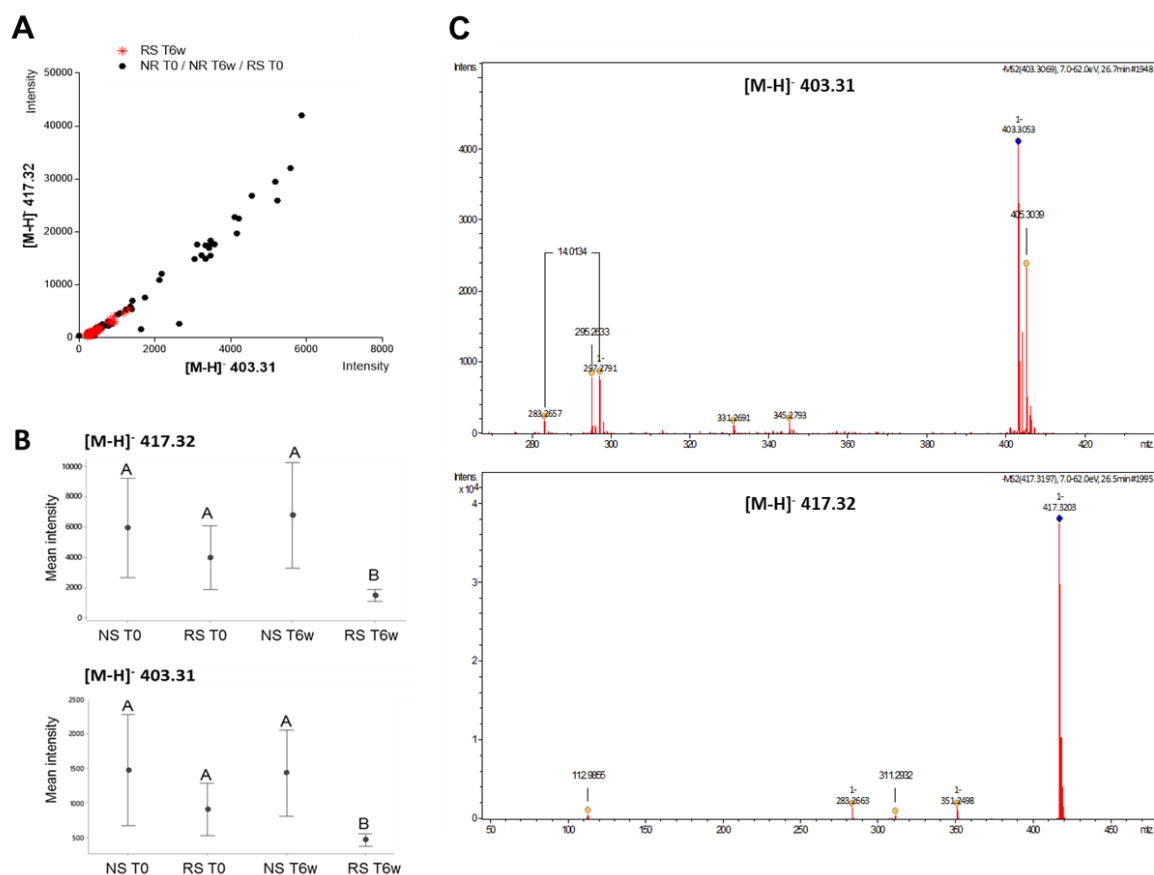 A
RS T6w
NR T0 / NR T6w / RS T0
Intensity
50000
40000
30000
20000
10000
0
[M-H]- 417.32
0 2000 4000 6000 8000
[M-H]- 403.31
Intensity
B
[M-H]- 417.32
Mean intensity
10000
8000
6000
4000
2000
0
A
A
A
B
NS T0 RS T0 NS T6w RS T6w
[M-H]- 403.31
Mean intensity
2500
2000
1500
1000
500
A
A
A
B
NS T0 RS T0 NS T6w RS T6w
C
Intens.
-MS2(403.3069), 7.0-62.0eV, 26.7min #1948
[M-H]- 403.31
4000
3000
2000
1000
0
1-
403.3053
405.3039
14.0134
295.2633
1-
297.2791
283.2657
331.2691
345.2793
280 300 320 340 360 380 400 420 m/z
Intens.
x 10^4
-MS2(417.3197), 7.0-62.0eV, 26.5min #1995
[M-H]- 417.32
4
3
2
1
0
1-
417.3203
112.9855
1-
283.2663
311.2932
1-
351.2498
50 100 150 200 250 300 350 400 450 m/z